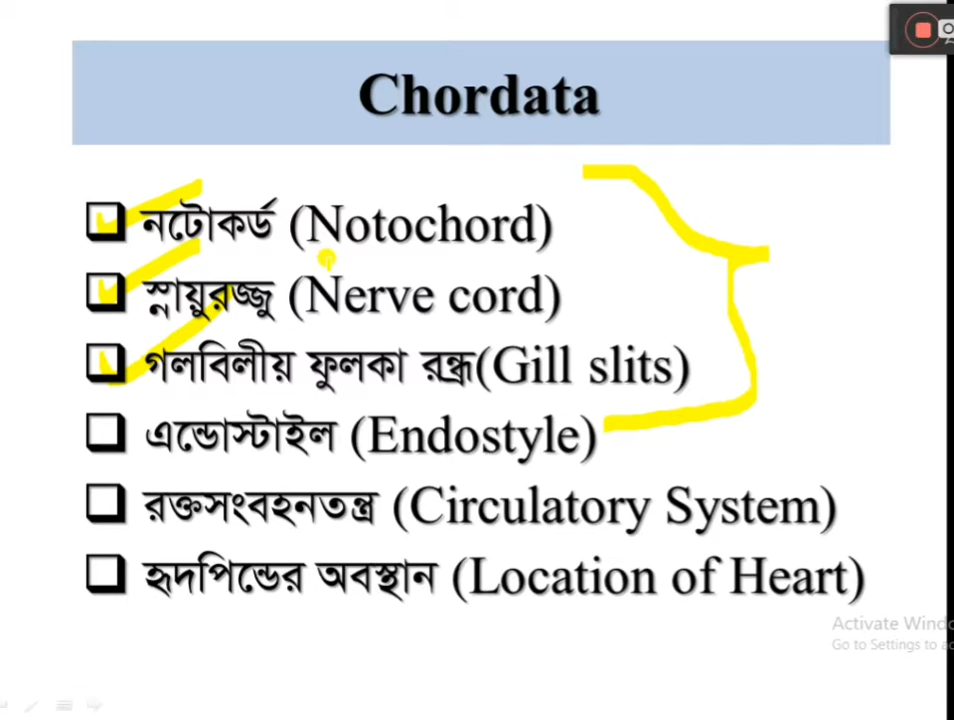 Chordata
নটোকর্ড (Notochord)
স্নায়ুরজ্জু (Nerve cord)
গলবিলীয় ফুলকা রন্ধ্র(Gill slits)
এন্ডোস্টাইল (Endostyle)
রক্তসংবহনতন্ত্র (Circulatory System)
হৃদপিন্ডের অবস্থান (Location of Heart)
Activate Windo
Go to Settings to a